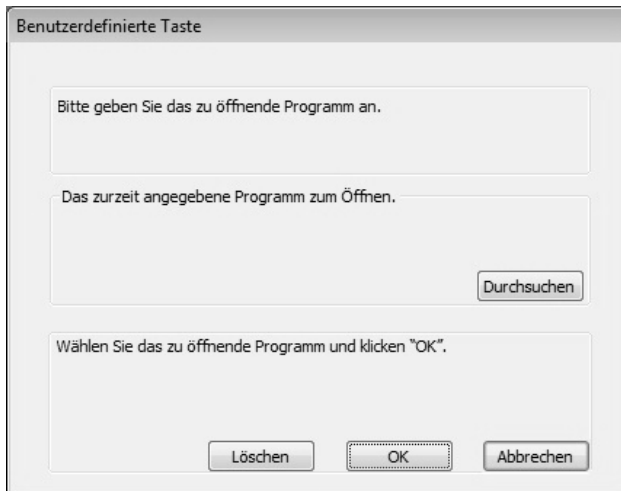 Benutzerdefinierte Taste
Bitte geben Sie das zu öffnende Programm an.
Das zurzeit angegebene Programm zum Öffnen.
Durchsuchen
Wählen Sie das zu öffnende Programm und klicken "OK".
Löschen OK Abbrechen